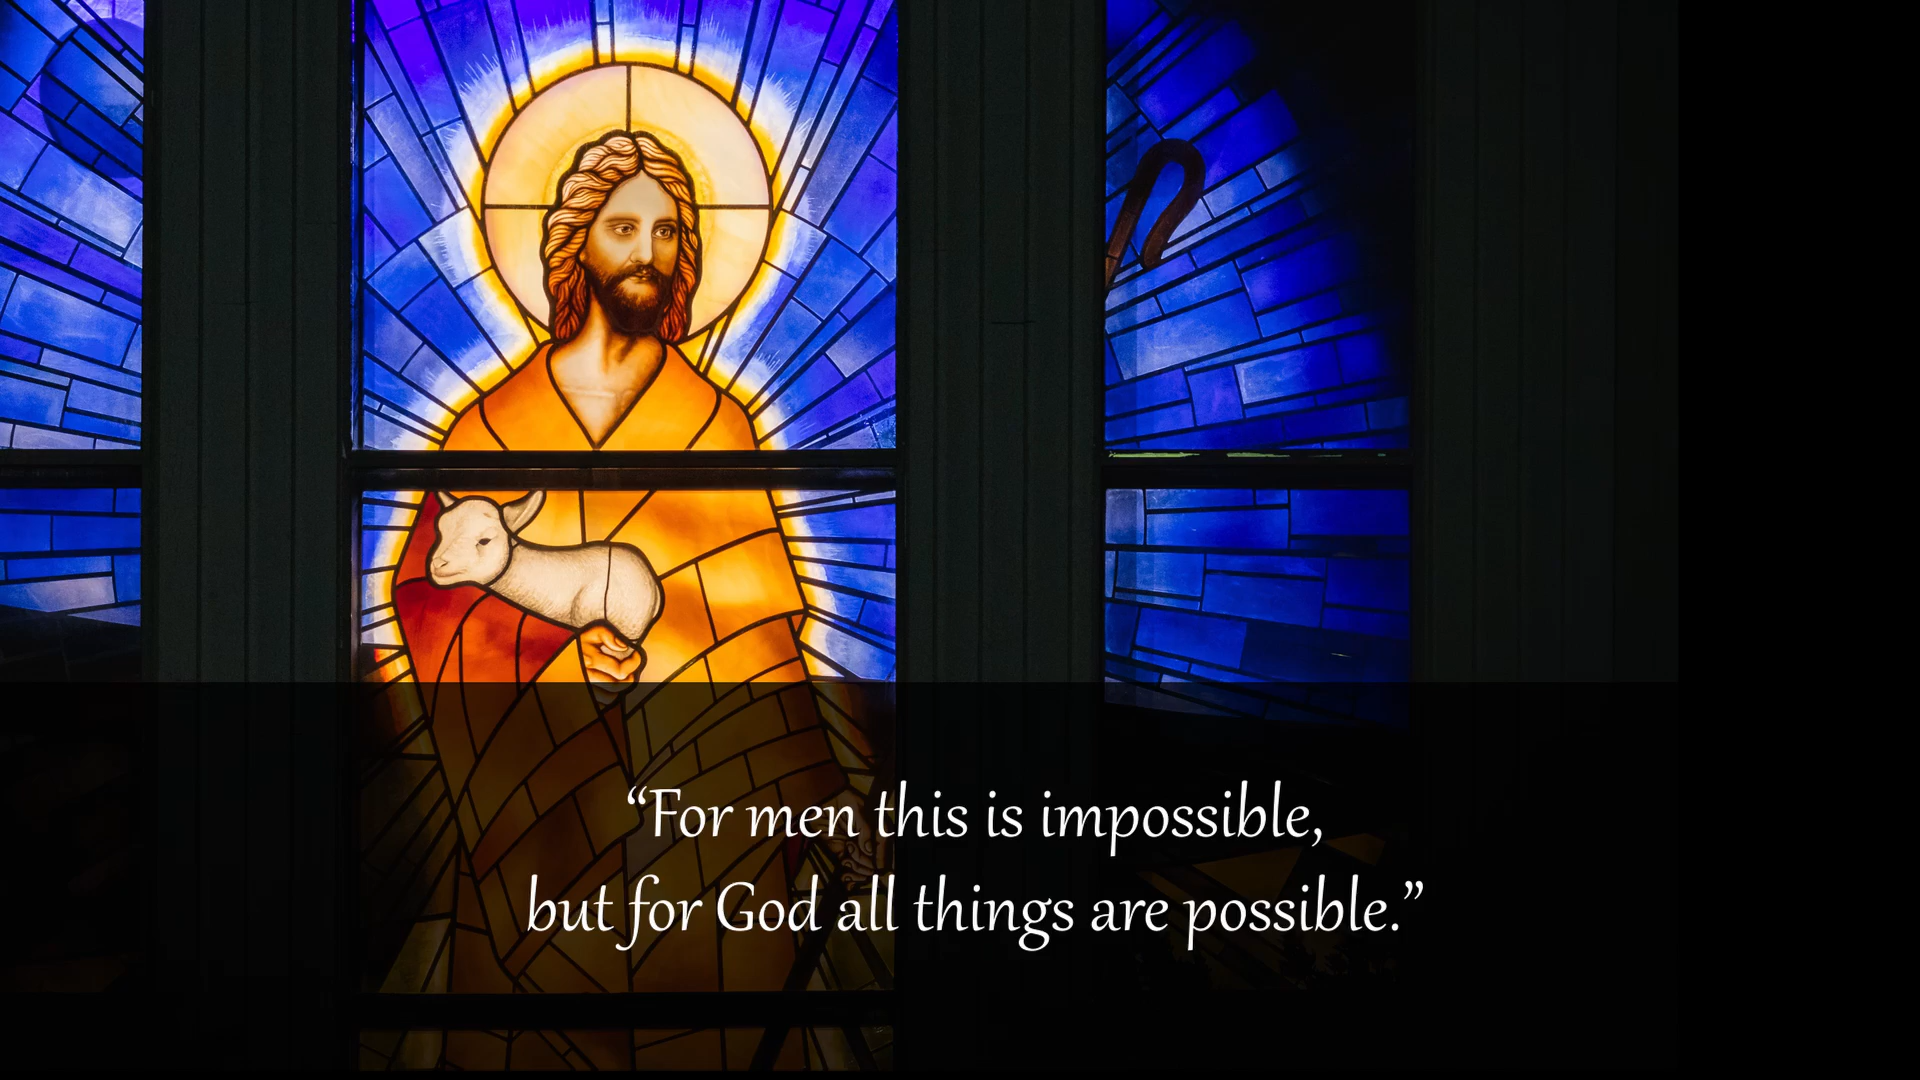 “For men this is impossible,
but for God all things are possible.”